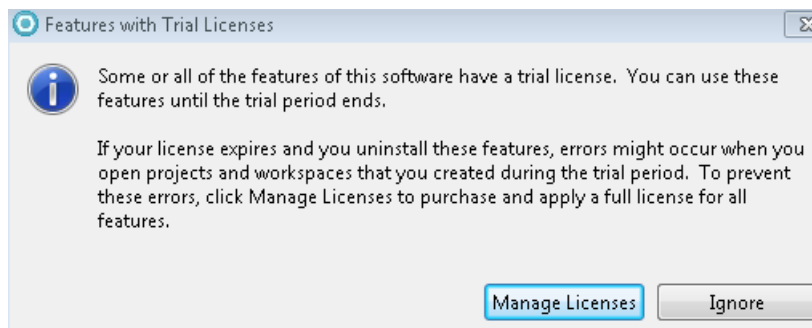 Features with Trial Licenses
Some or all of the features of this software have a trial license.  You can use these
features until the trial period ends.
If your license expires and you uninstall these features, errors might occur when you
open projects and workspaces that you created during the trial period.  To prevent
these errors, click Manage Licenses to purchase and apply a full license for all
features.
Manage Licenses Ignore